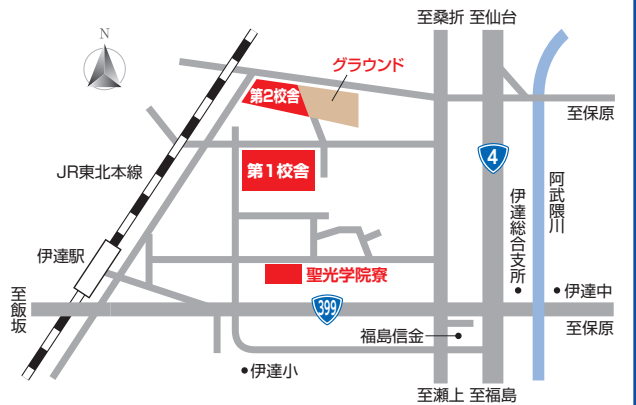 至桑折
至仙台
N
グラウンド
第2校舎
至保原
JR東北本線
第1校舎
4
阿武隈川
伊達総合支所
伊達駅
聖光学院寮
至飯坂
399
伊達中
福島信金
至保原
伊達小
至瀬上
至福島